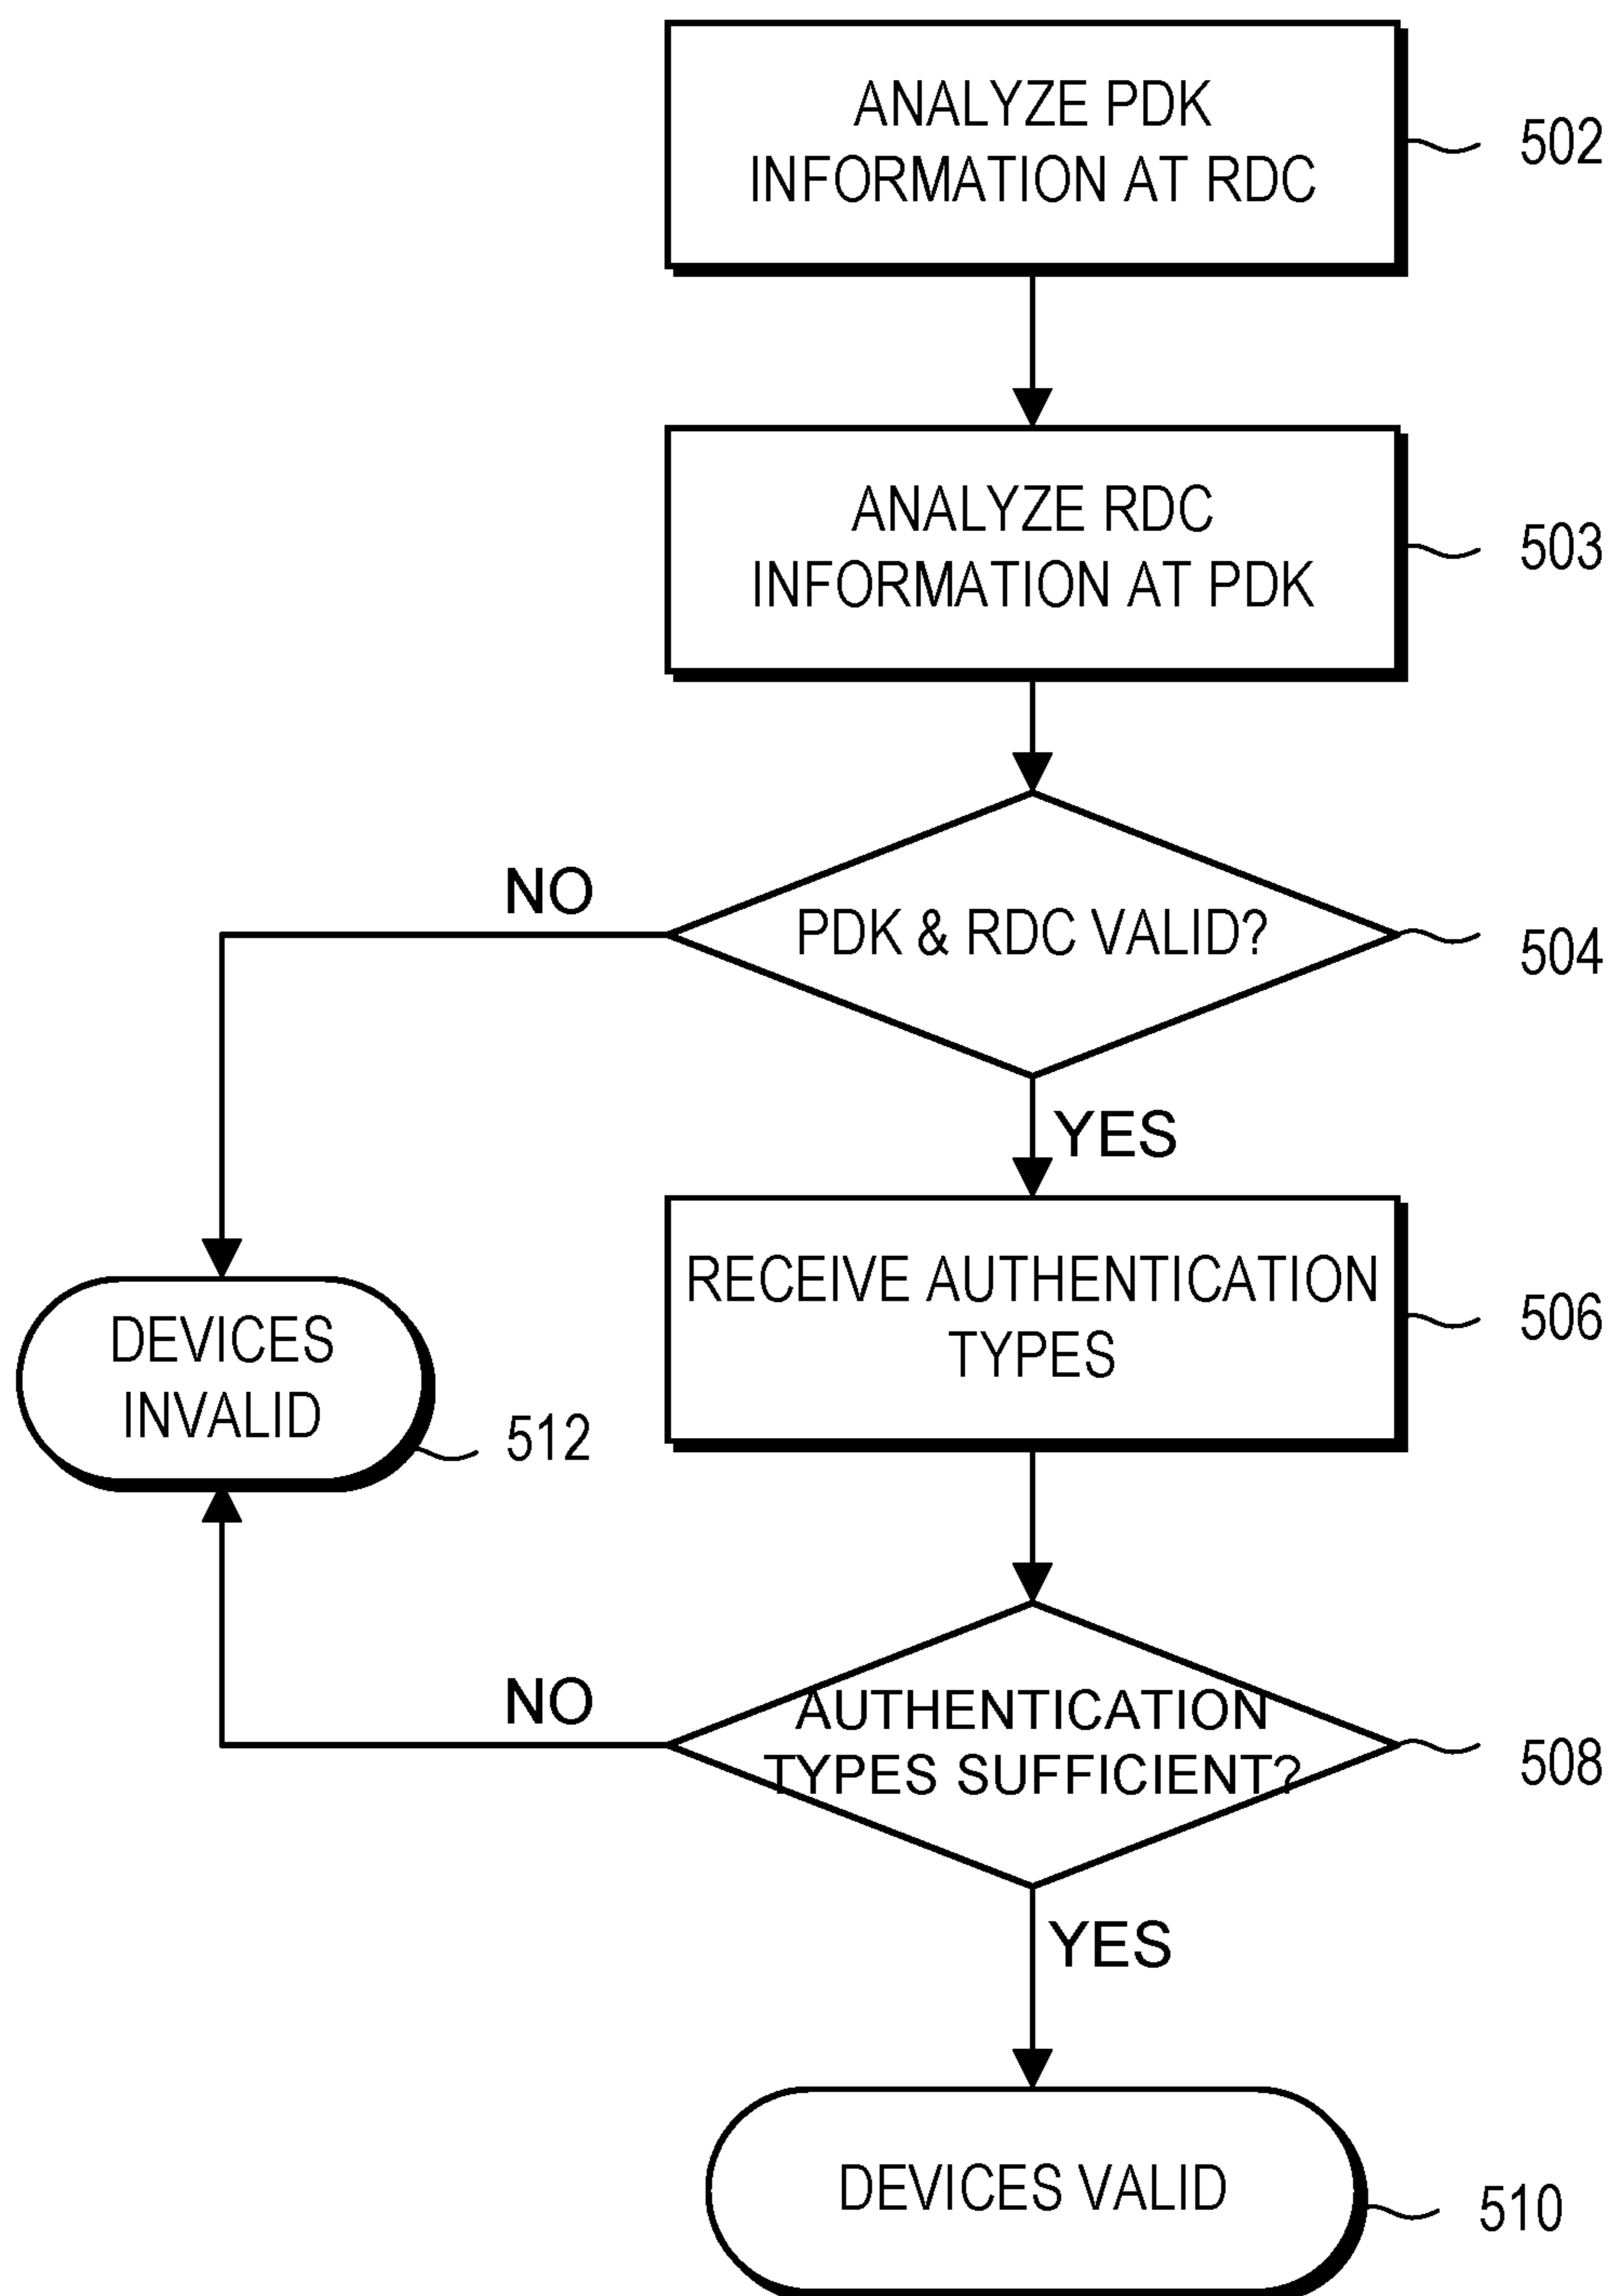 ANALYZE PDK
INFORMATION AT RDC
502
ANALYZE RDC
INFORMATION AT PDK
503
NO
PDK & RDC VALID?
504
YES
RECEIVE AUTHENTICATION
TYPES
506
DEVICES
INVALID
512
NO
AUTHENTICATION
TYPES SUFFICIENT?
508
YES
DEVICES VALID
510